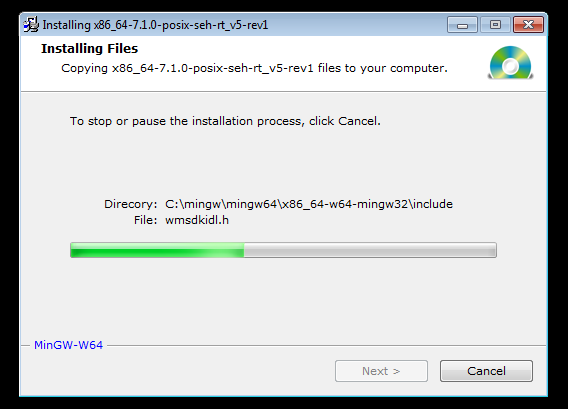 Installing x86_64-7.1.0-posix-seh-rt_v5-rev1
Installing Files
Copying x86_64-7.1.0-posix-seh-rt_v5-rev1 files to your computer.
To stop or pause the installation process, click Cancel.
Direcory: C:\mingw\mingw64\x86_64-w64-mingw32\include
File: wmsdkidl.h
MinGW-W64
Next >
Cancel